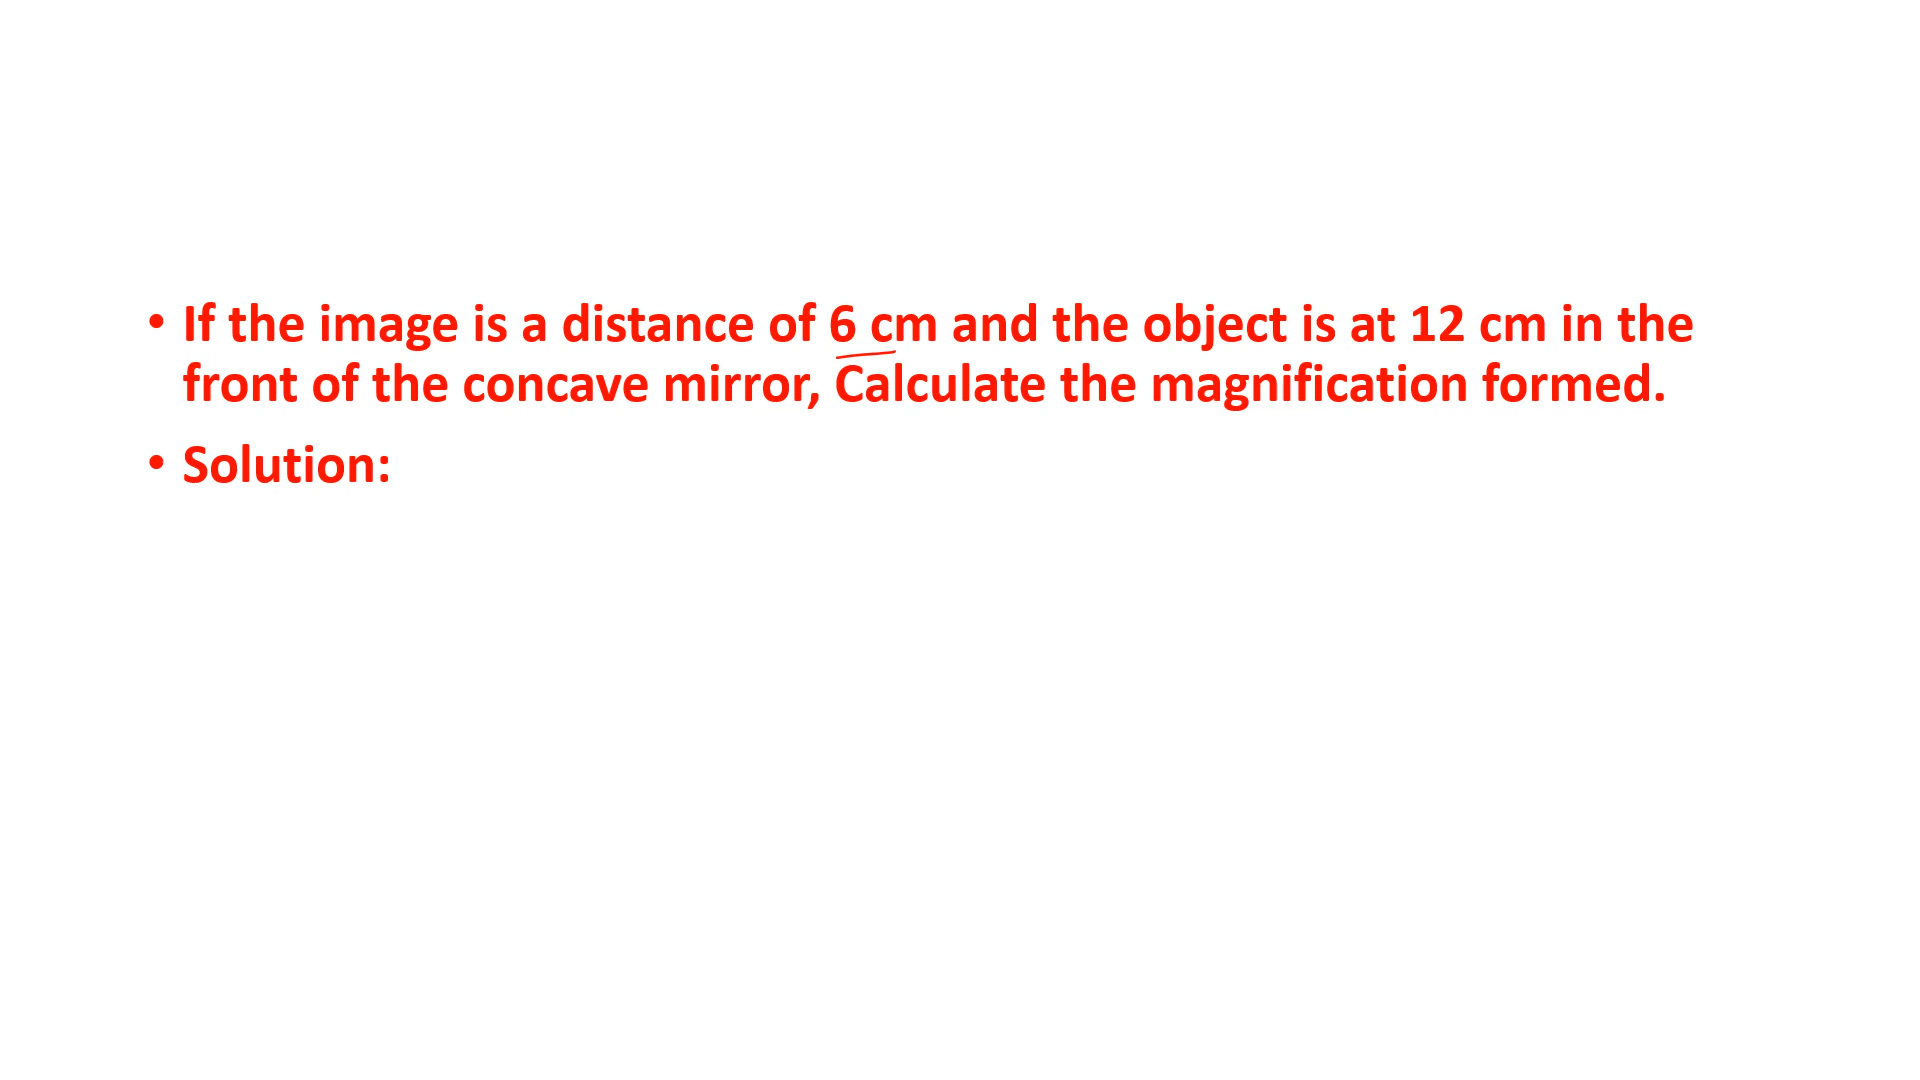 • If the image is a distance of 6 cm and the object is at 12 cm in the
front of the concave mirror, Calculate the magnification formed.
• Solution: